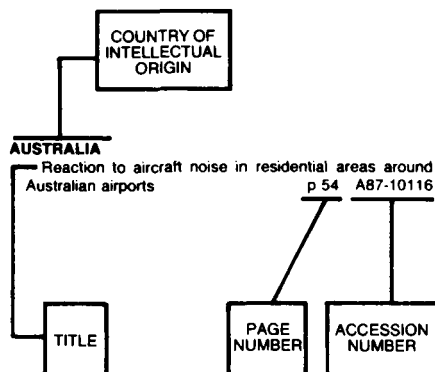 COUNTRY OF
INTELLECTUAL
ORIGIN
AUSTRALIA
Reaction to aircraft noise in residential areas around
Australian airports p 54 A87-10116
TITLE
PAGE
NUMBER
ACCESSION
NUMBER